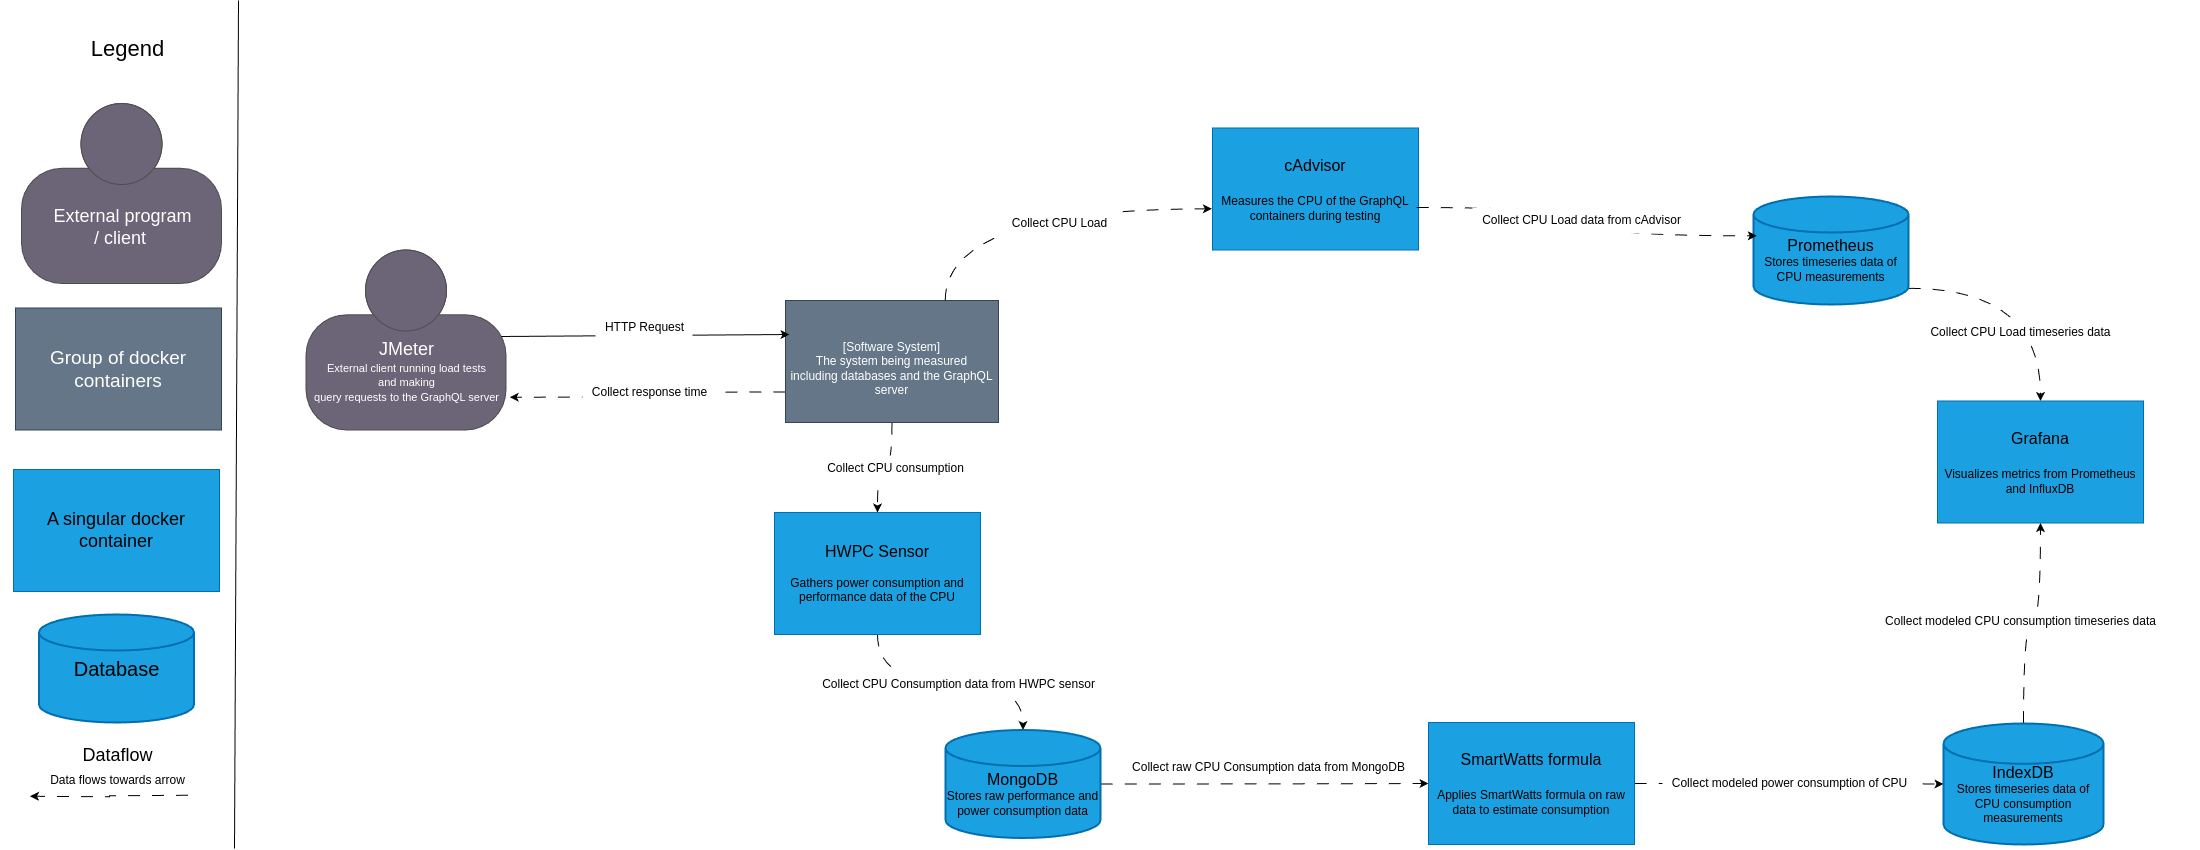 Legend
External program
/ client
Group of docker
containers
A singular docker
container
Database
Dataflow
Data flows towards arrow
JMeter
External client running load tests
and making
query requests to the GraphQL server
HTTP Request
Collect response time
[Software System]
The system being measured
including databases and the GraphQL
server
Collect CPU Load
cAdvisor
Measures the CPU of the GraphQL
containers during testing
Collect CPU Load data from cAdvisor
Prometheus
Stores timeseries data of
CPU measurements
Collect CPU Load timeseries data
Grafana
Visualizes metrics from Prometheus
and InfluxDB
Collect CPU consumption
HWPC Sensor
Gathers power consumption and
performance data of the CPU
Collect CPU Consumption data from HWPC sensor
MongoDB
Stores raw performance and
power consumption data
Collect raw CPU Consumption data from MongoDB
SmartWatts formula
Applies SmartWatts formula on raw
data to estimate consumption
Collect modeled power consumption of CPU
IndexDB
Stores timeseries data of
CPU consumption
measurements
Collect modeled CPU consumption timeseries data